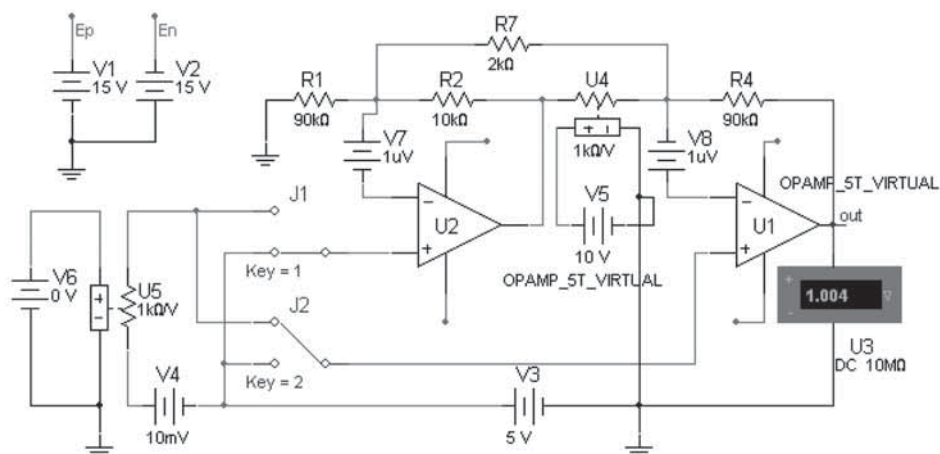 Ep
En
V1
15 V
V2
15 V
R7
2kΩ
R1
90kΩ
R2
10kΩ
U4
1kΩ/V
R4
90kΩ
V7
1uV
V8
1uV
OPAMP_5T_VIRTUAL
J1
U2
V5
10 V
U1
out
Key = 1
OPAMP_5T_VIRTUAL
V6
0 V
U5
1kΩ/V
J2
1.004
U3
DC 10MΩ
Key = 2
V4
10mV
V3
5 V